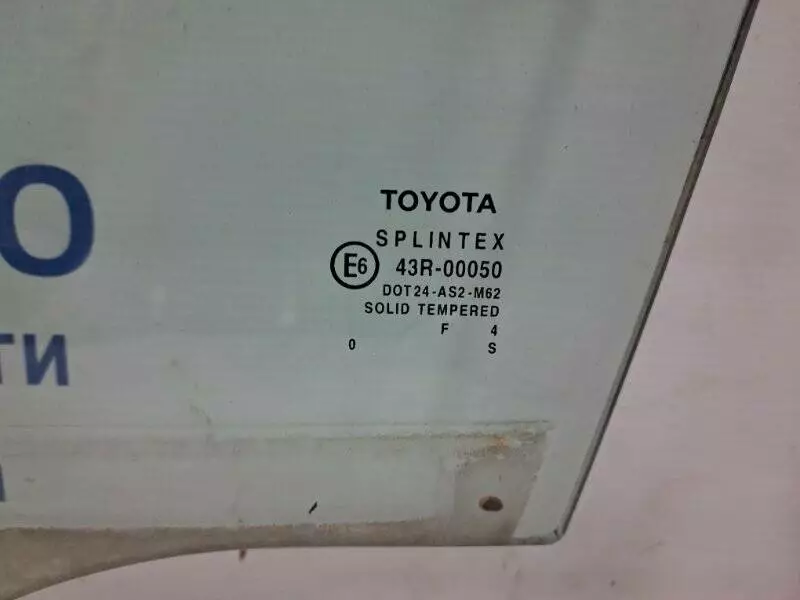 TOYOTA
SPLINTEX
E6 43R-00050
DOT24-AS2-M62
SOLID TEMPERED
F 4
0 S